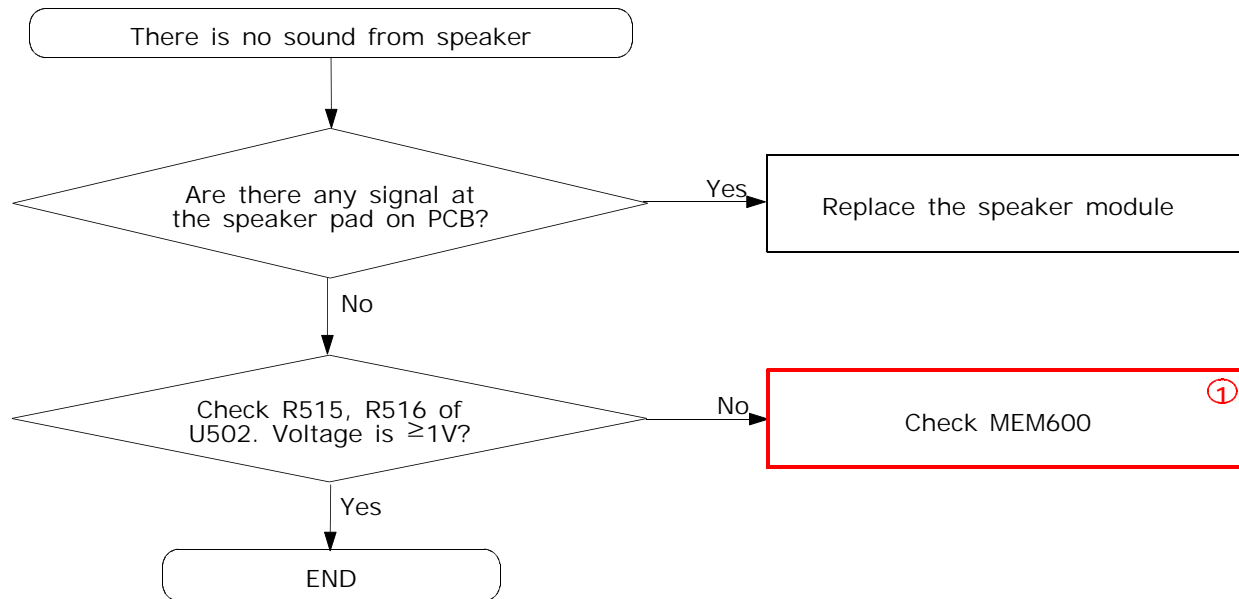 There is no sound from speaker
Are there any signal at
the speaker pad on PCB?
Yes
Replace the speaker module
No
Check R515, R516 of
U502. Voltage is ≥1V?
No
1
Check MEM600
Yes
END